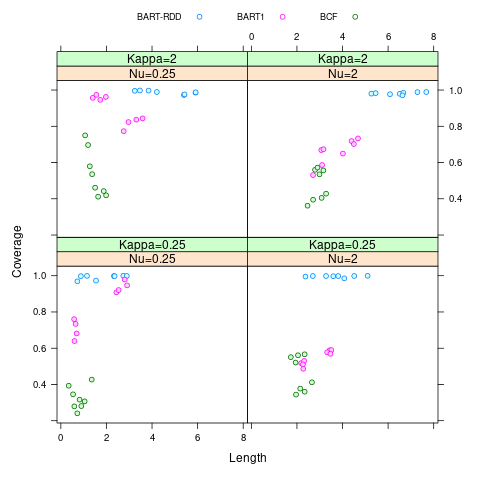 BART-RDD BART1 BCF
0 2 4 6 8
Kappa=2 Kappa=2
Nu=0.25 Nu=2
1.0
0.8
0.6
0.4
Kappa=0.25 Kappa=0.25
Nu=0.25 Nu=2
1.0
0.8
0.6
0.4
Coverage
0 2 4 6 8
Length